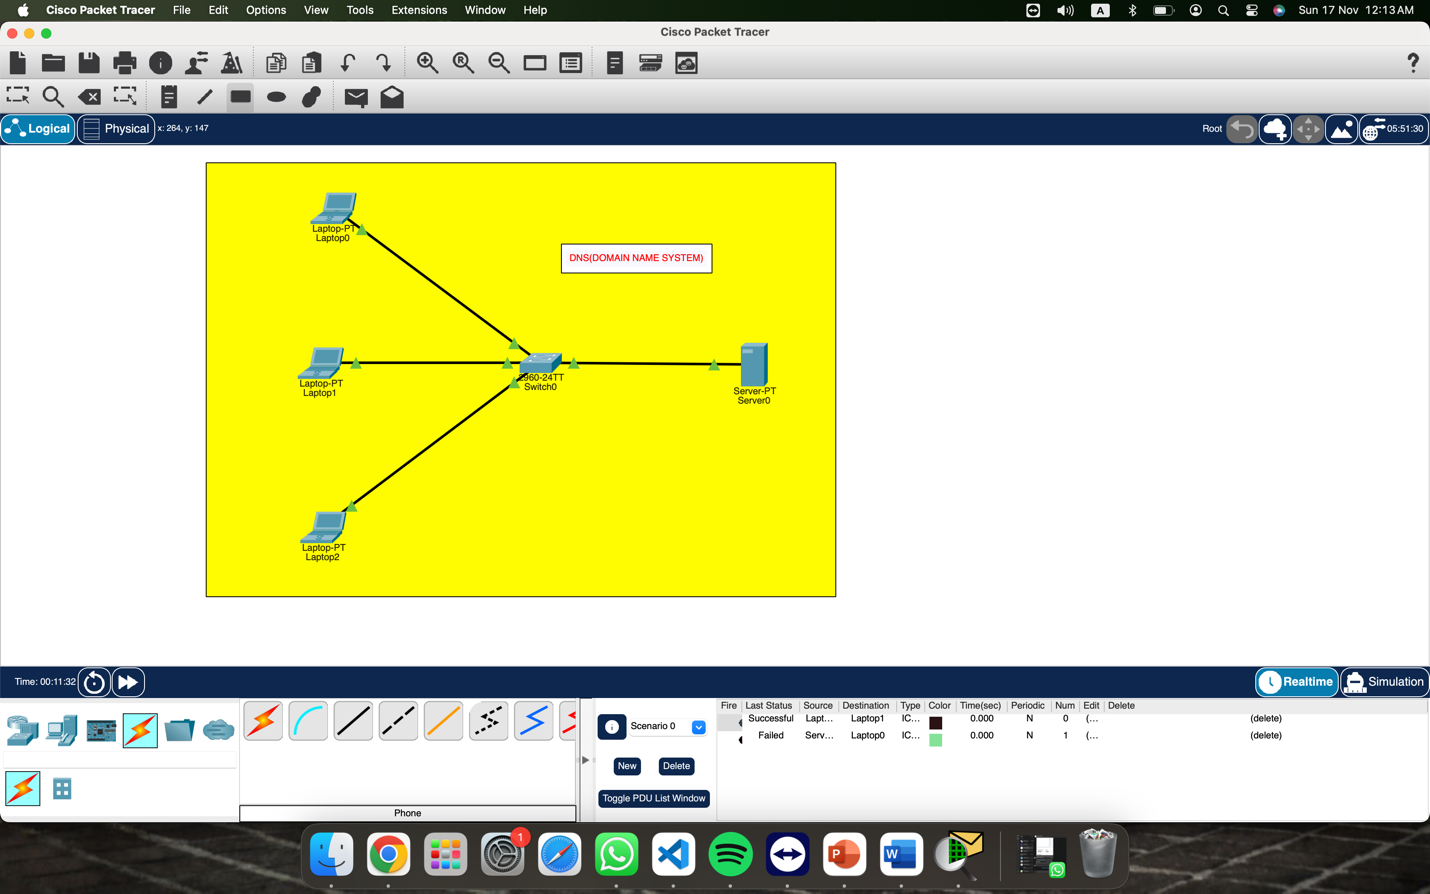 Cisco Packet Tracer File Edit Options View Tools Extensions Window Help A Sun 17 Nov 12:13 AM
Cisco Packet Tracer
?
Logical Physical x: 264, y: 147 Root 05:51:30
Laptop-PT
Laptop0
DNS(DOMAIN NAME SYSTEM)
Laptop-PT
Laptop1
2960-24TT
Switch0
Server-PT
Server0
Laptop-PT
Laptop2
Time: 00:11:32 Realtime Simulation
Fire Last Status Source Destination Type Color Time(sec) Periodic Num Edit Delete
Successful Lapt... Laptop1 IC... 0.000 N 0 (... (delete)
Failed Serv... Laptop0 IC... 0.000 N 1 (... (delete)
Scenario 0
New Delete
Toggle PDU List Window
Phone
1